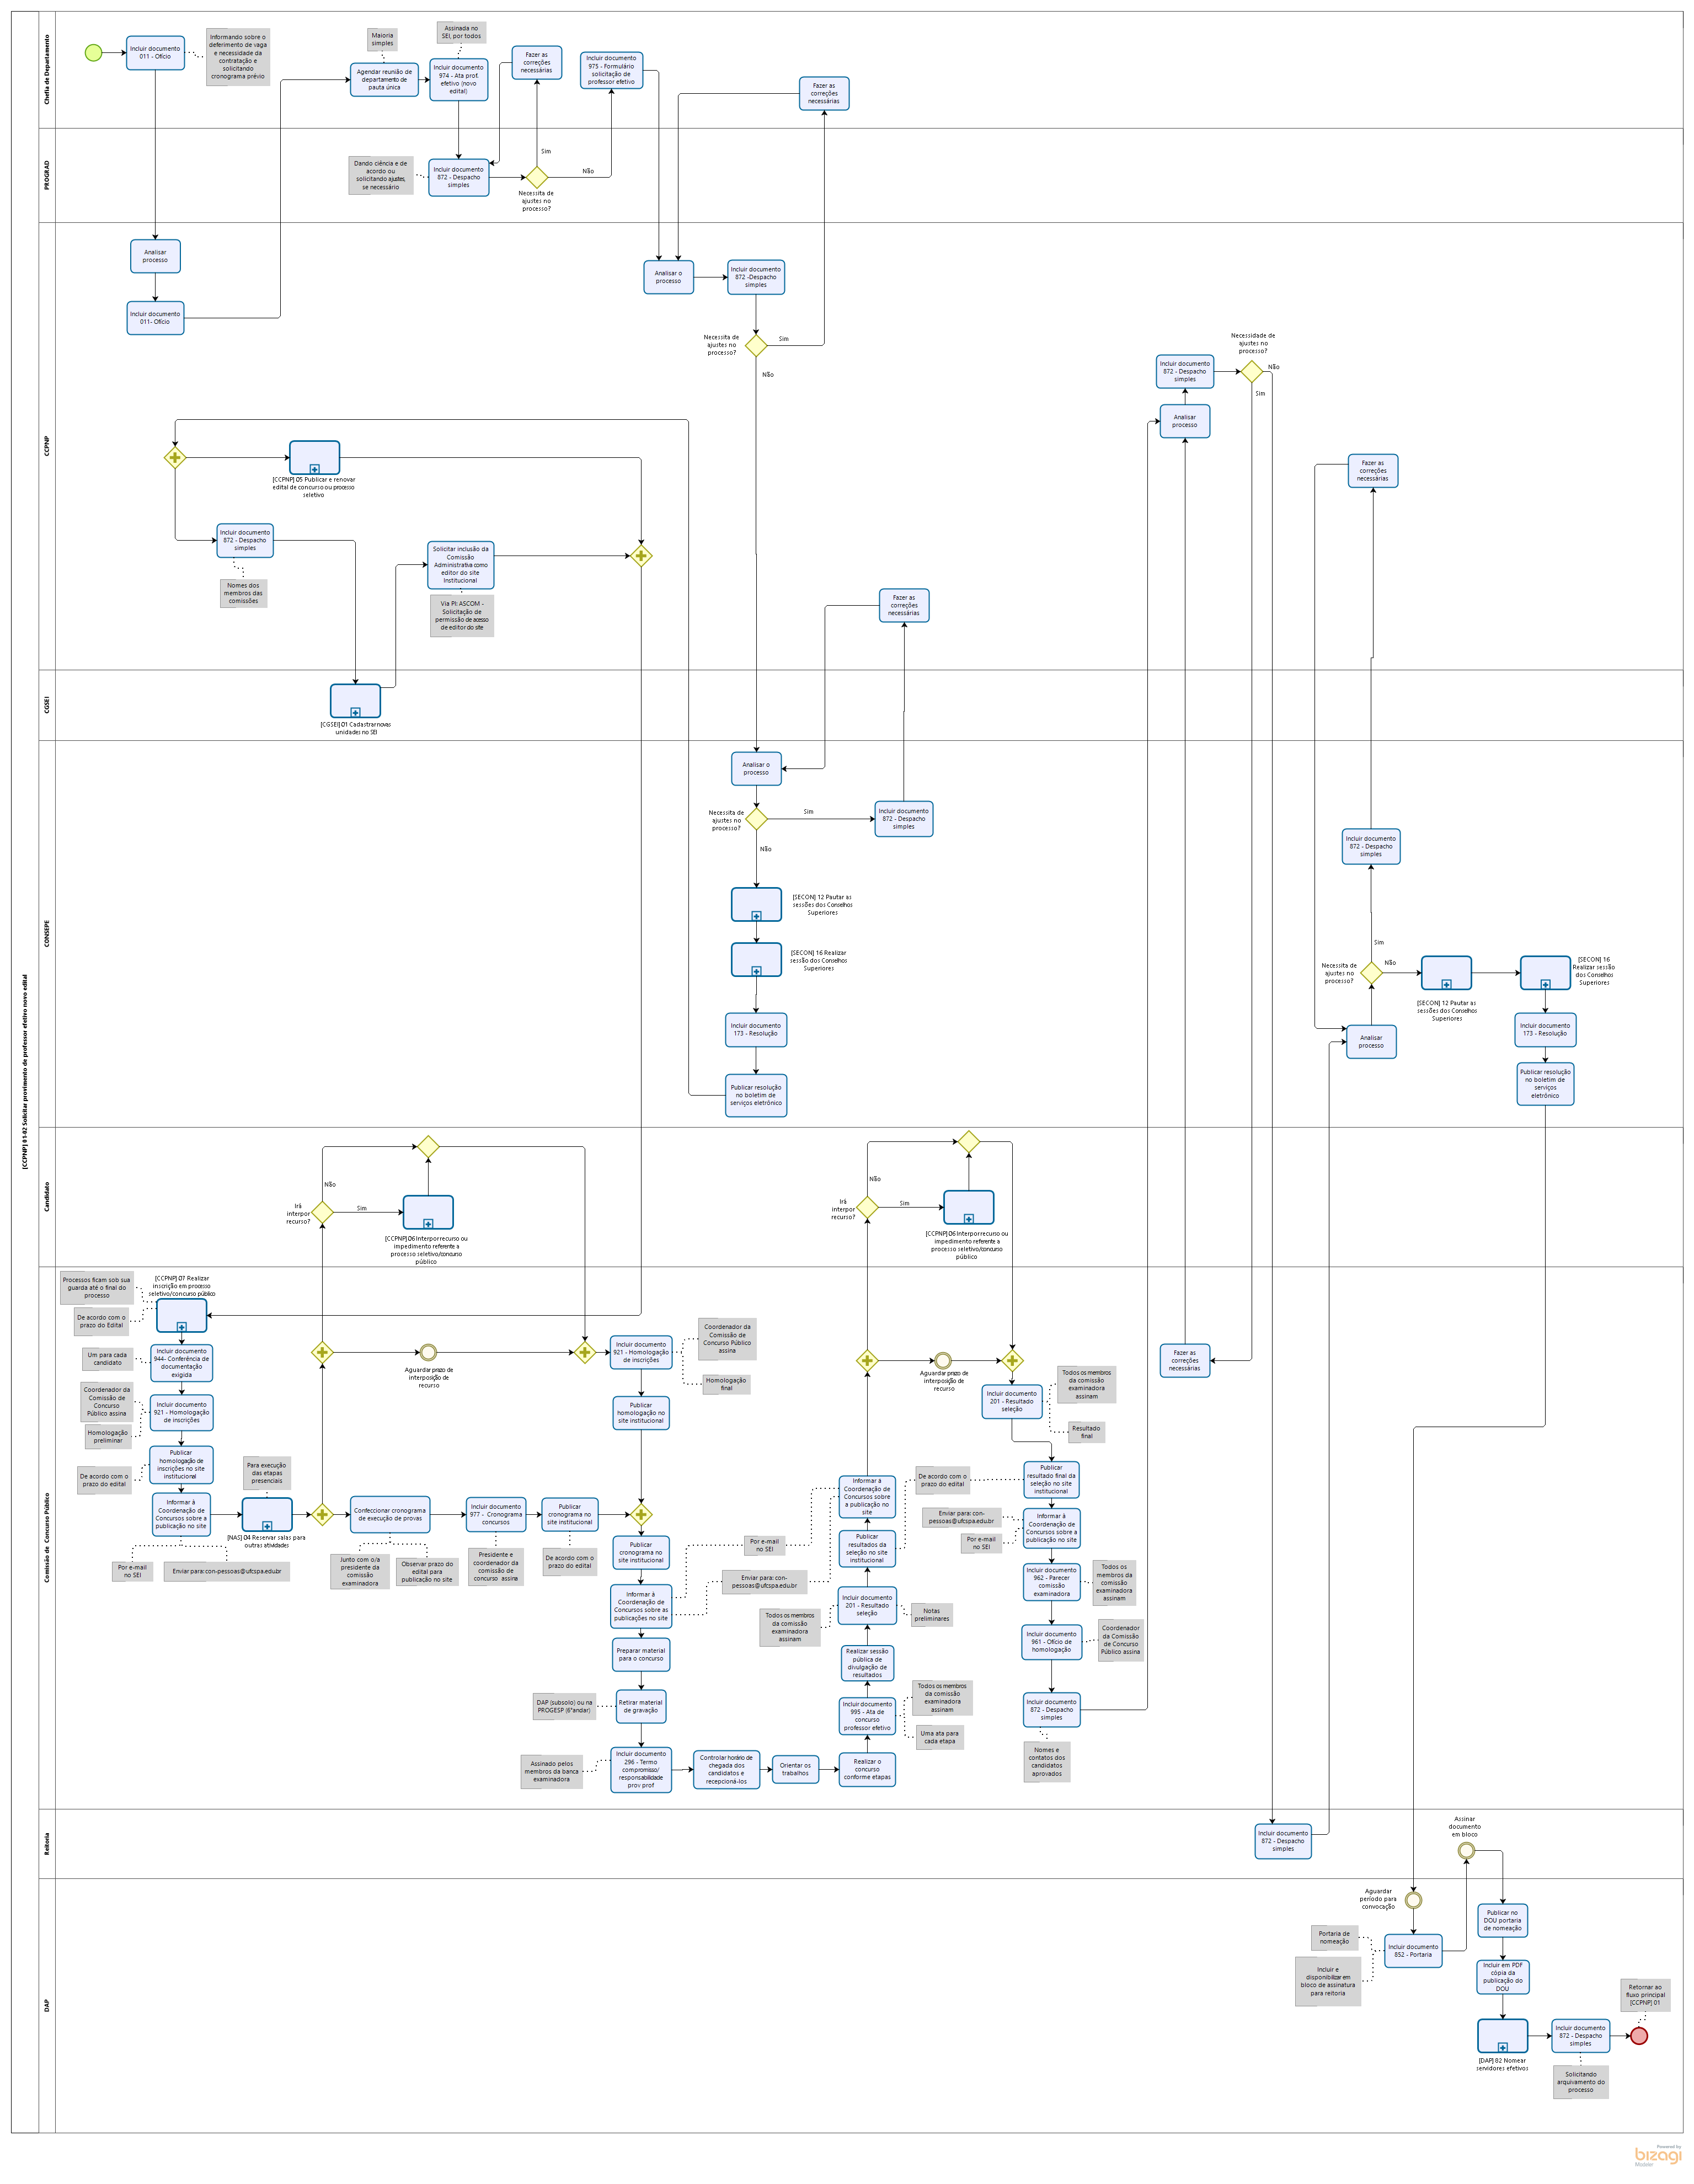 [CCPNP] 01-02 Solicitar provimento de professor efetivo novo edital
Chefia de Departamento
Incluir documento
011 - Ofício
Informando sobre o
deferimento de vaga
e necessidade da
contratação e
solicitando
cronograma prévio
Maioria
simples
Agendar reunião de
departamento de
pauta única
Assinada no
SEI, por todos
Incluir documento
974 - Ata prof.
efetivo (novo
edital)
Fazer as
correções
necessárias
Incluir documento
975 - Formulário
solicitação de
professor efetivo
Fazer as
correções
necessárias
PROGRAD
Dando ciência e de
acordo ou
solicitando ajustes,
se necessário
Incluir documento
872 - Despacho
simples
Sim
Não
Necessita de
ajustes no
processo?
CCPNP
Analisar
processo
Incluir documento
011- Ofício
Analisar o
processo
Incluir documento
872 -Despacho
simples
Necessita de
ajustes no
processo?
Sim
Não
Necessidade de
ajustes no
processo?
Incluir documento
872 - Despacho
simples
Não
Sim
Analisar
processo
[CCPNP] 05 Publicar e renovar
edital de concurso ou processo
seletivo
Fazer as
correções
necessárias
Incluir documento
872 - Despacho
simples
Nomes dos
membros das
comissões
Solicitar inclusão da
Comissão
Administrativa como
editor do site
Institucional
Via PI: ASCOM -
Solicitação de
permissão de acesso
de editor do site
Fazer as
correções
necessárias
CGSEI
[CGSEI] 01 Cadastrar novas
unidades no SEI
CONSEPE
Analisar o
processo
Necessita de
ajustes no
processo?
Sim
Não
Incluir documento
872 - Despacho
simples
[SECON] 12 Pautar as
sessões dos Conselhos
Superiores
[SECON] 16 Realizar
sessão dos Conselhos
Superiores
Incluir documento
173 - Resolução
Publicar resolução
no boletim de
serviços eletrônico
Incluir documento
872 - Despacho
simples
Sim
Necessita de
ajustes no
processo?
Não
[SECON] 12 Pautar as
sessões dos Conselhos
Superiores
[SECON] 16
Realizar sessão
dos Conselhos
Superiores
Analisar
processo
Incluir documento
173 - Resolução
Publicar resolução
no boletim de
serviços
eletrônico
Candidato
Não
Irá
interpor
recurso?
Sim
[CCPNP] 06 Interpor recurso ou
impedimento referente a
processo seletivo/concurso
público
Não
Irá
interpor
recurso?
Sim
[CCPNP] 06 Interpor recurso ou
impedimento referente a
processo seletivo/concurso
público
Comissão de Concurso Público
Processos ficam sob sua
guarda até o final do
processo
De acordo com o
prazo do Edital
[CCPNP] 07 Realizar
inscrição em processo
seletivo/concurso público
Um para cada
candidato
Incluir documento
944- Conferência de
documentação
exigida
Coordenador da
Comissão de
Concurso
Público assina
Homologação
preliminar
Incluir documento
921 - Homologação
de inscrições
De acordo com o
prazo do edital
Publicar
homologação de
inscrições no site
institucional
Informar à
Coordenação de
Concursos sobre a
publicação no site
Por e-mail
no SEI
Enviar para: con-pessoas@ufcspa.edu.br
Para execução
das etapas
presenciais
[NAS] 04 Reservar salas para
outras atividades
Aguardar prazo de
interposição de
recurso
Incluir documento
921 - Homologação
de inscrições
Coordenador da
Comissão de
Concurso Público
assina
Homologação
final
Publicar
homologação no
site institucional
Confeccionar cronograma
de execução de provas
Junto com o/a
presidente da
comissão
examinadora
Observar prazo do
edital para
publicação no site
Incluir documento
977 - Cronograma
concursos
Presidente e
coordenador da
comissão de
concurso assina
Publicar
cronograma no
site institucional
De acordo com o
prazo do edital
Publicar
cronograma no
site institucional
Informar à
Coordenação de
Concursos sobre as
publicações no site
Por e-mail
no SEI
Enviar para: con-
pessoas@ufcspa.edu.br
Preparar material
para o concurso
DAP (subsolo) ou na
PROGESP (6°andar)
Retirar material
de gravação
Assinado pelos
membros da banca
examinadora
Incluir documento
296 - Termo
compromisso/
responsabilidade
prov prof
Controlar horário de
chegada dos
candidatos e
recepcioná-los
Orientar os
trabalhos
Realizar o
concurso
conforme etapas
Incluir documento
995 - Ata de
concurso
professor efetivo
Todos os membros
da comissão
examinadora
assinam
Uma ata para
cada etapa
Realizar sessão
pública de
divulgação de
resultados
Incluir documento
201 - Resultado
seleção
Todos os membros
da comissão
examinadora
assinam
Notas
preliminares
Publicar
resultados da
seleção no site
institucional
Informar à
Coordenação de
Concursos sobre
a publicação no
site
Aguardar prazo de
interposição de
recurso
Incluir documento
201 - Resultado
seleção
Todos os membros
da comissão
examinadora
assinam
Resultado
final
De acordo com o
prazo do edital
Publicar
resultado final da
seleção no site
institucional
Enviar para: con-
pessoas@ufcspa.edu.br
Por e-mail
no SEI
Informar à
Coordenação de
Concursos sobre a
publicação no site
Incluir documento
962 - Parecer
comissão
examinadora
Todos os
membros da
comissão
examinadora
assinam
Incluir documento
961 - Ofício de
homologação
Coordenador
da Comissão
de Concurso
Público assina
Incluir documento
872 - Despacho
simples
Nomes e
contatos dos
candidatos
aprovados
Fazer as
correções
necessárias
Reitoria
Incluir documento
872 - Despacho
simples
Assinar
documento
em bloco
DAP
Aguardar
período para
convocação
Portaria de
nomeação
Incluir e
disponibilizar em
bloco de assinatura
para reitoria
Incluir documento
852 - Portaria
Publicar no
DOU portaria
de nomeação
Incluir em PDF
cópia da
publicação do
DOU
[DAP] 82 Nomear
servidores efetivos
Incluir documento
872 - Despacho
simples
Solicitando
arquivamento do
processo
Retornar ao
fluxo principal
[CCPNP] 01
Powered by
bizagi
Modeler